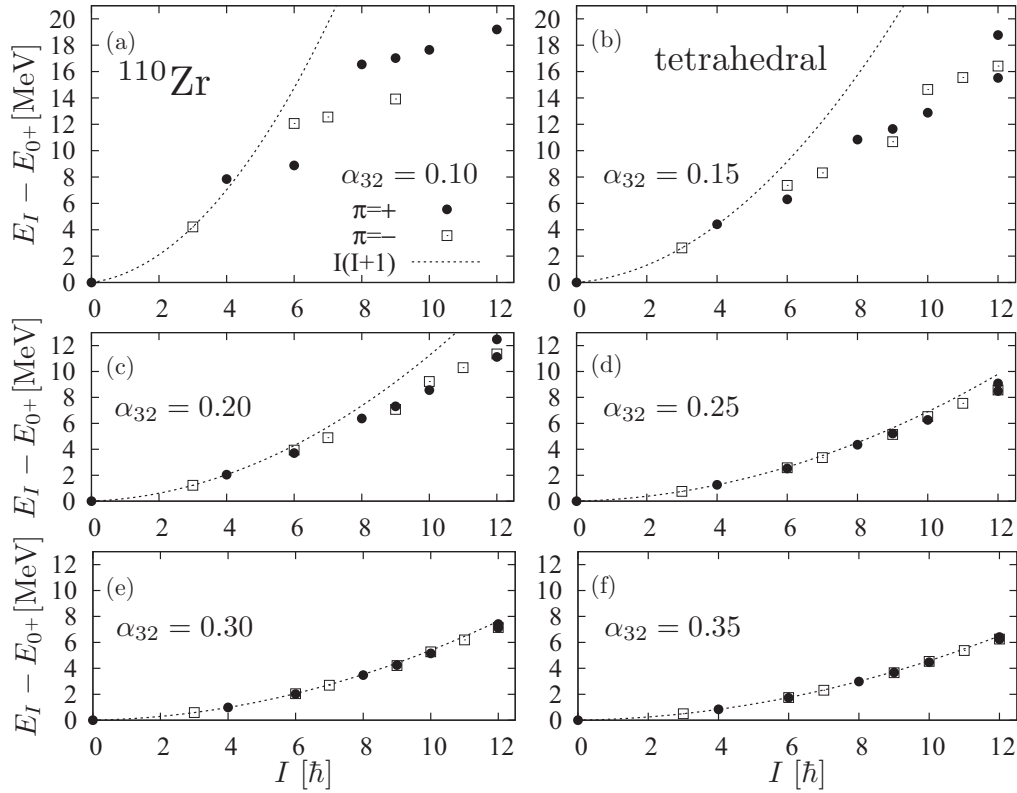 (a)
¹¹⁰Zr
α₃₂ = 0.10
π=+
π=−
I(I+1)
E_I − E₀₊ [MeV]
0 2 4 6 8 10 12 14 16 18 20
0 2 4 6 8 10 12
(b)
tetrahedral
α₃₂ = 0.15
0 2 4 6 8 10 12 14 16 18 20
0 2 4 6 8 10 12
(c)
α₃₂ = 0.20
E_I − E₀₊ [MeV]
0 2 4 6 8 10 12
0 2 4 6 8 10 12
(d)
α₃₂ = 0.25
0 2 4 6 8 10 12
0 2 4 6 8 10 12
(e)
α₃₂ = 0.30
E_I − E₀₊ [MeV]
0 2 4 6 8 10 12
0 2 4 6 8 10 12
I [ħ]
(f)
α₃₂ = 0.35
0 2 4 6 8 10 12
0 2 4 6 8 10 12
I [ħ]